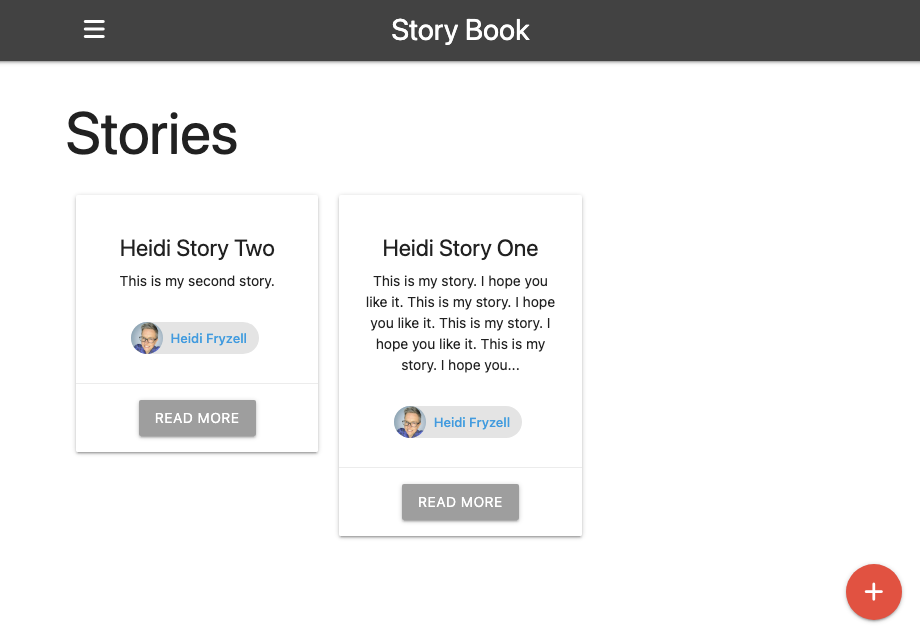 Story Book
Stories
Heidi Story Two
This is my second story.
Heidi Fryzell
READ MORE
Heidi Story One
This is my story. I hope you
like it. This is my story. I hope
you like it. This is my story. I
hope you like it. This is my
story. I hope you...
Heidi Fryzell
READ MORE